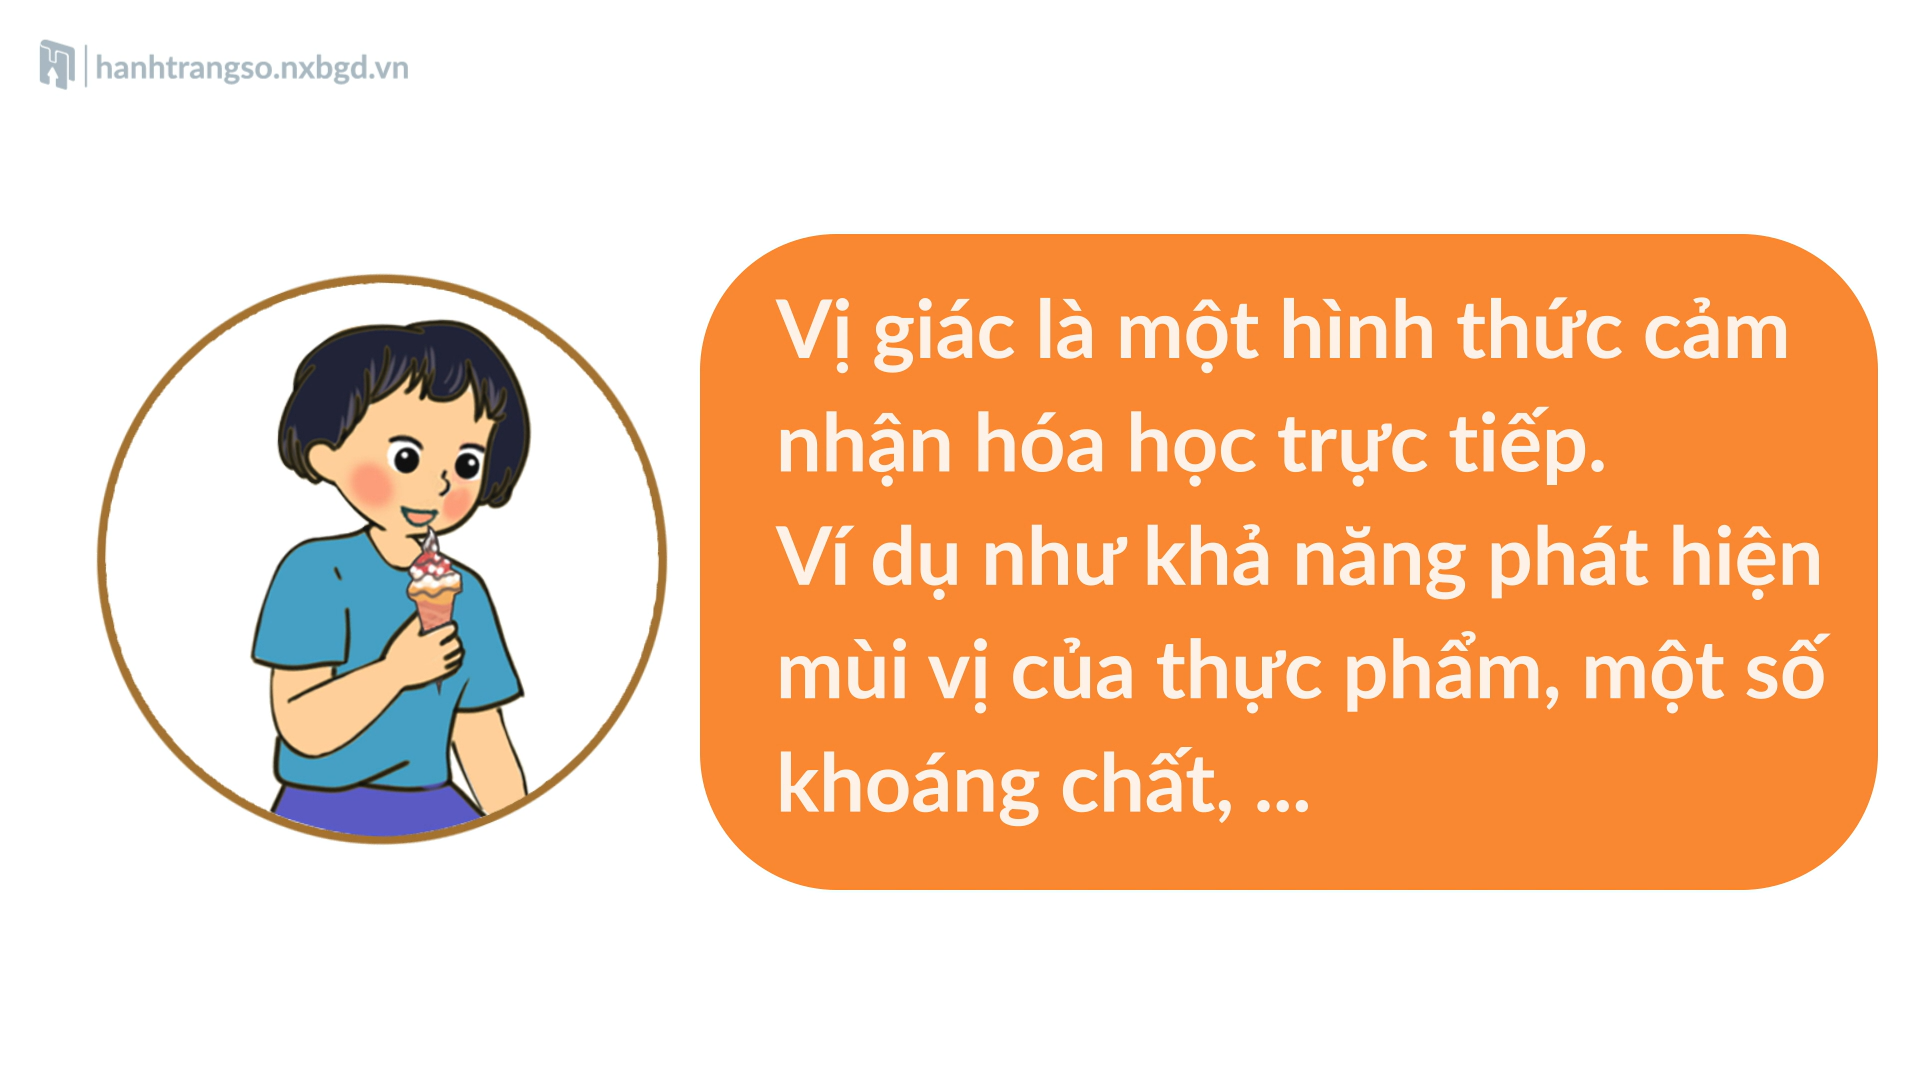 hanhtrangso.nxbgd.vn
Vị giác là một hình thức cảm
nhận hóa học trực tiếp.
Ví dụ như khả năng phát hiện
mùi vị của thực phẩm, một số
khoáng chất, ...